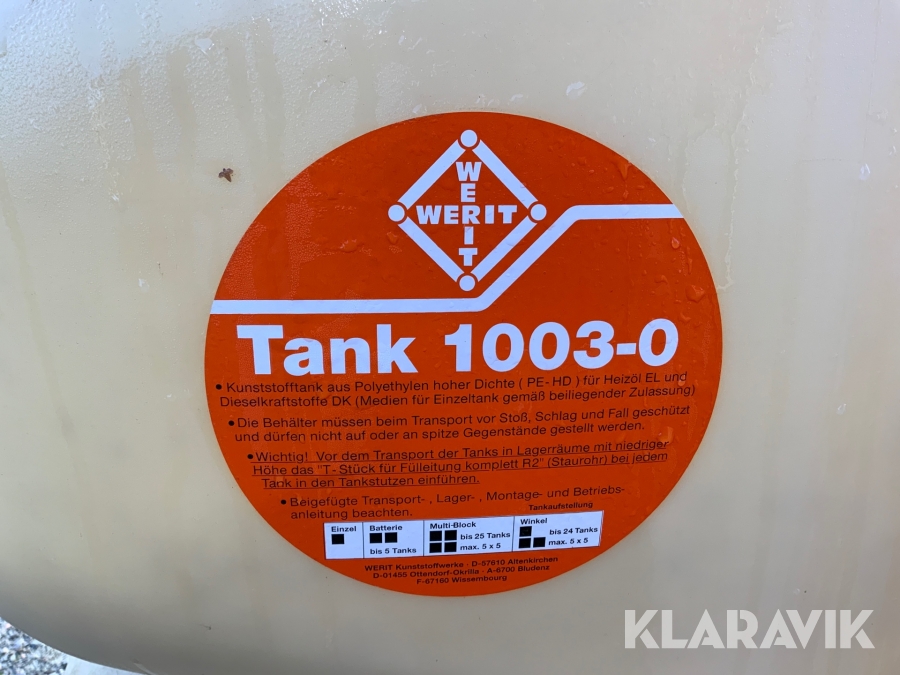 WERIT
WERIT
Tank 1003-0
• Kunststofftank aus Polyethylen hoher Dichte ( PE- HD ) für Heizöl EL und
Dieselkraftstoffe DK (Medien für Einzeltank gemäß beiliegender Zulassung)
• Die Behälter müssen beim Transport vor Stoß, Schlag und Fall geschützt
und dürfen nicht auf oder an spitze Gegenstände gestellt werden.
• Wichtig! Vor dem Transport der Tanks in Lagerräume mit niedriger
Höhe das "T- Stück für Fülleitung komplett R2" (Staurohr) bei jedem
Tank in den Tankstutzen einführen.
• Beigefügte Transport- , Lager- , Montage- und Betriebs-
anleitung beachten.
Tankaufstellung
Einzel
Batterie
bis 5 Tanks
Multi-Block
bis 25 Tanks
max. 5 x 5
Winkel
bis 24 Tanks
max. 5 x 5
WERIT Kunststoffwerke - D-57610 Altenkirchen
D-01455 Ottendorf-Okrilla - A-6700 Bludenz
F-67160 Wissembourg
KLARAVIK